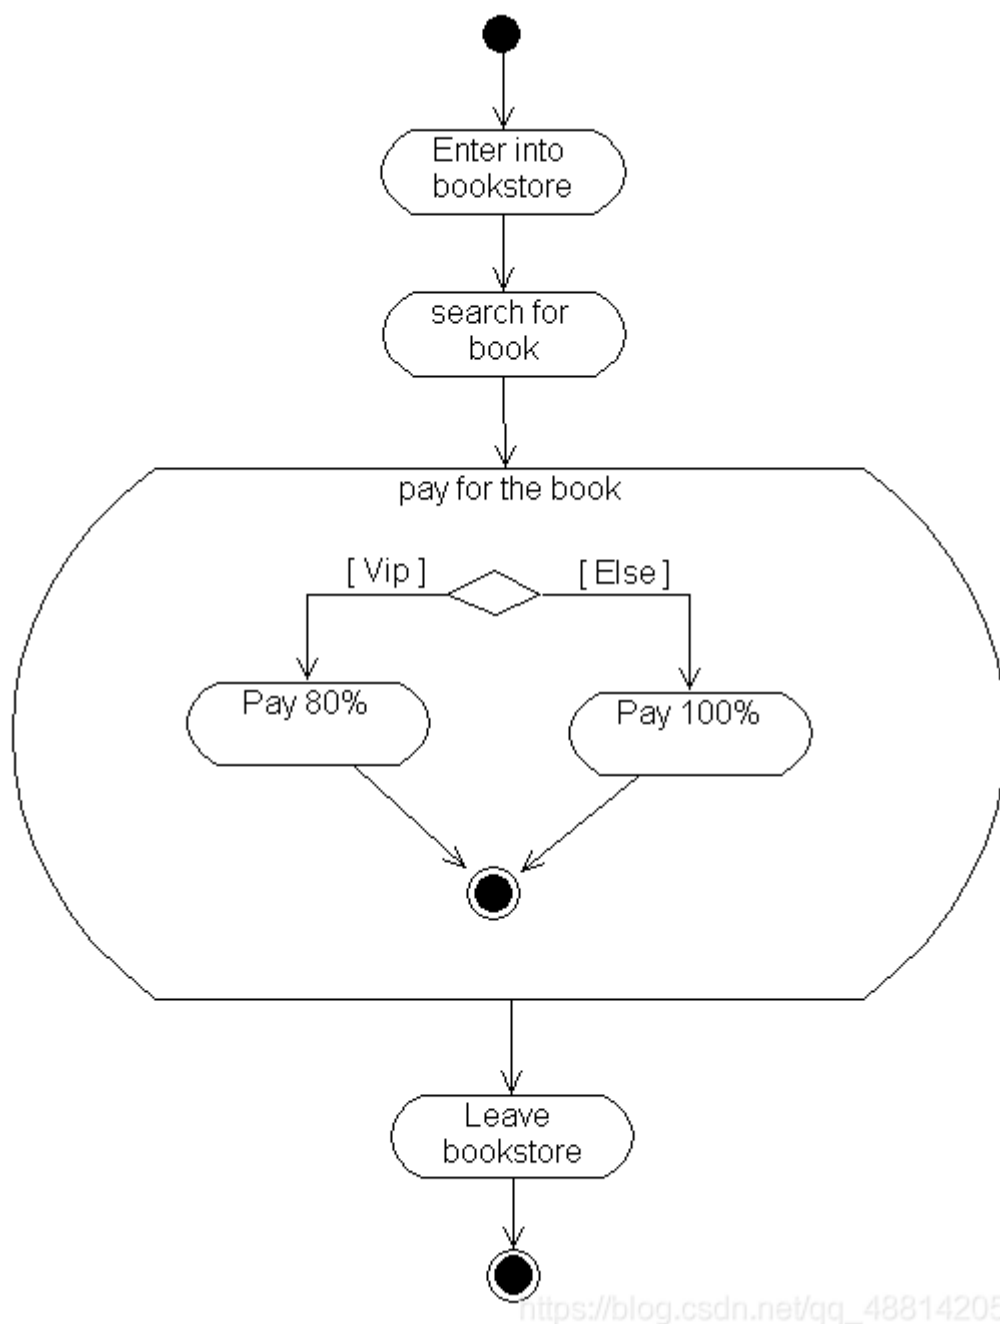 Enter into
bookstore
search for
book
pay for the book
[ Vip ]
[ Else ]
Pay 80%
Pay 100%
Leave
bookstore
https://blog.csdn.net/qq_48814205